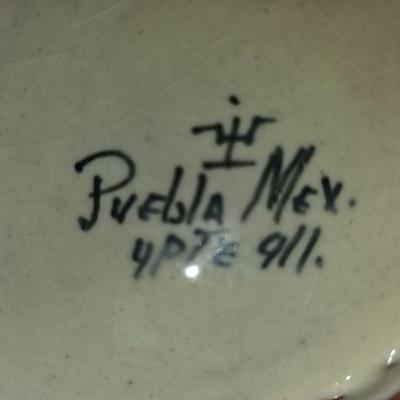 Puebla Mex.
4 PTE 911.